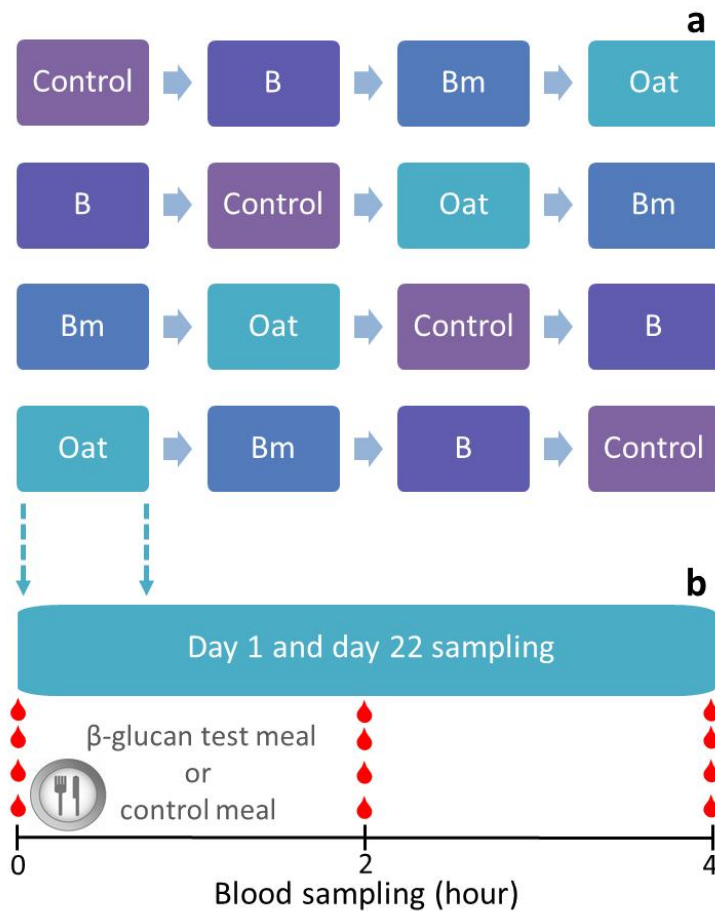 a
Control B Bm Oat
B Control Oat Bm
Bm Oat Control B
Oat Bm B Control
b
Day 1 and day 22 sampling
β-glucan test meal
or
control meal
0 2 4
Blood sampling (hour)